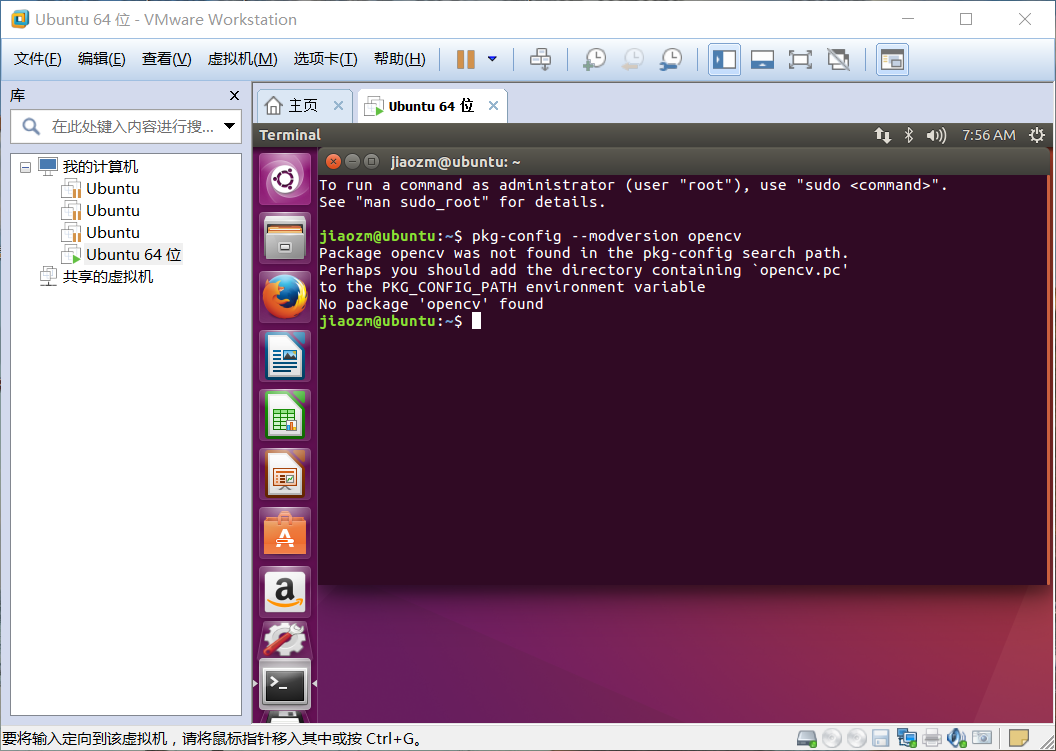 Ubuntu 64 位 - VMware Workstation
文件(F) 编辑(E) 查看(V) 虚拟机(M) 选项卡(T) 帮助(H)
库
在此处键入内容进行搜...
我的计算机
Ubuntu
Ubuntu
Ubuntu
Ubuntu 64 位
共享的虚拟机
主页
Ubuntu 64 位
Terminal
7:56 AM
jiaozm@ubuntu: ~
To run a command as administrator (user "root"), use "sudo <command>".
See "man sudo_root" for details.
jiaozm@ubuntu:~$ pkg-config --modversion opencv
Package opencv was not found in the pkg-config search path.
Perhaps you should add the directory containing `opencv.pc'
to the PKG_CONFIG_PATH environment variable
No package 'opencv' found
jiaozm@ubuntu:~$
要将输入定向到该虚拟机，请将鼠标指针移入其中或按 Ctrl+G。